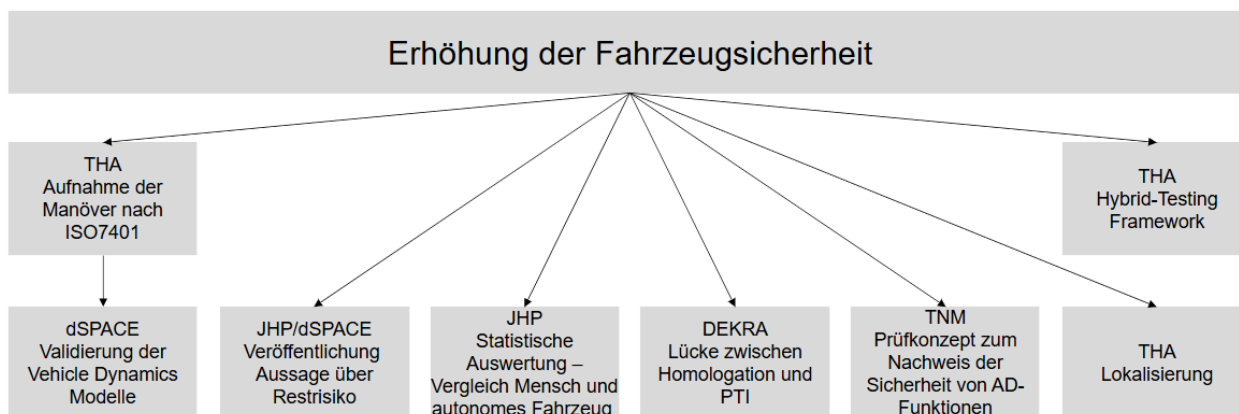 Erhöhung der Fahrzeugsicherheit
THA
Aufnahme der
Manöver nach
ISO7401
THA
Hybrid-Testing
Framework
dSPACE
Validierung der
Vehicle Dynamics
Modelle
JHP/dSPACE
Veröffentlichung
Aussage über
Restrisiko
JHP
Statistische
Auswertung –
Vergleich Mensch und
autonomes Fahrzeug
DEKRA
Lücke zwischen
Homologation und
PTI
TNM
Prüfkonzept zum
Nachweis der
Sicherheit von AD-
Funktionen
THA
Lokalisierung